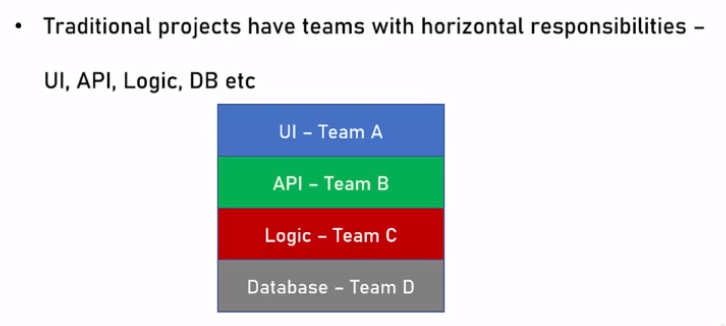 • Traditional projects have teams with horizontal responsibilities –
UI, API, Logic, DB etc
UI – Team A
API – Team B
Logic – Team C
Database – Team D